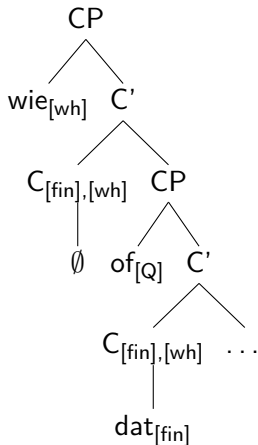 CP
wie[wh] C'
C[fin],[wh] CP
∅ of[Q] C'
C[fin],[wh] ...
dat[fin]